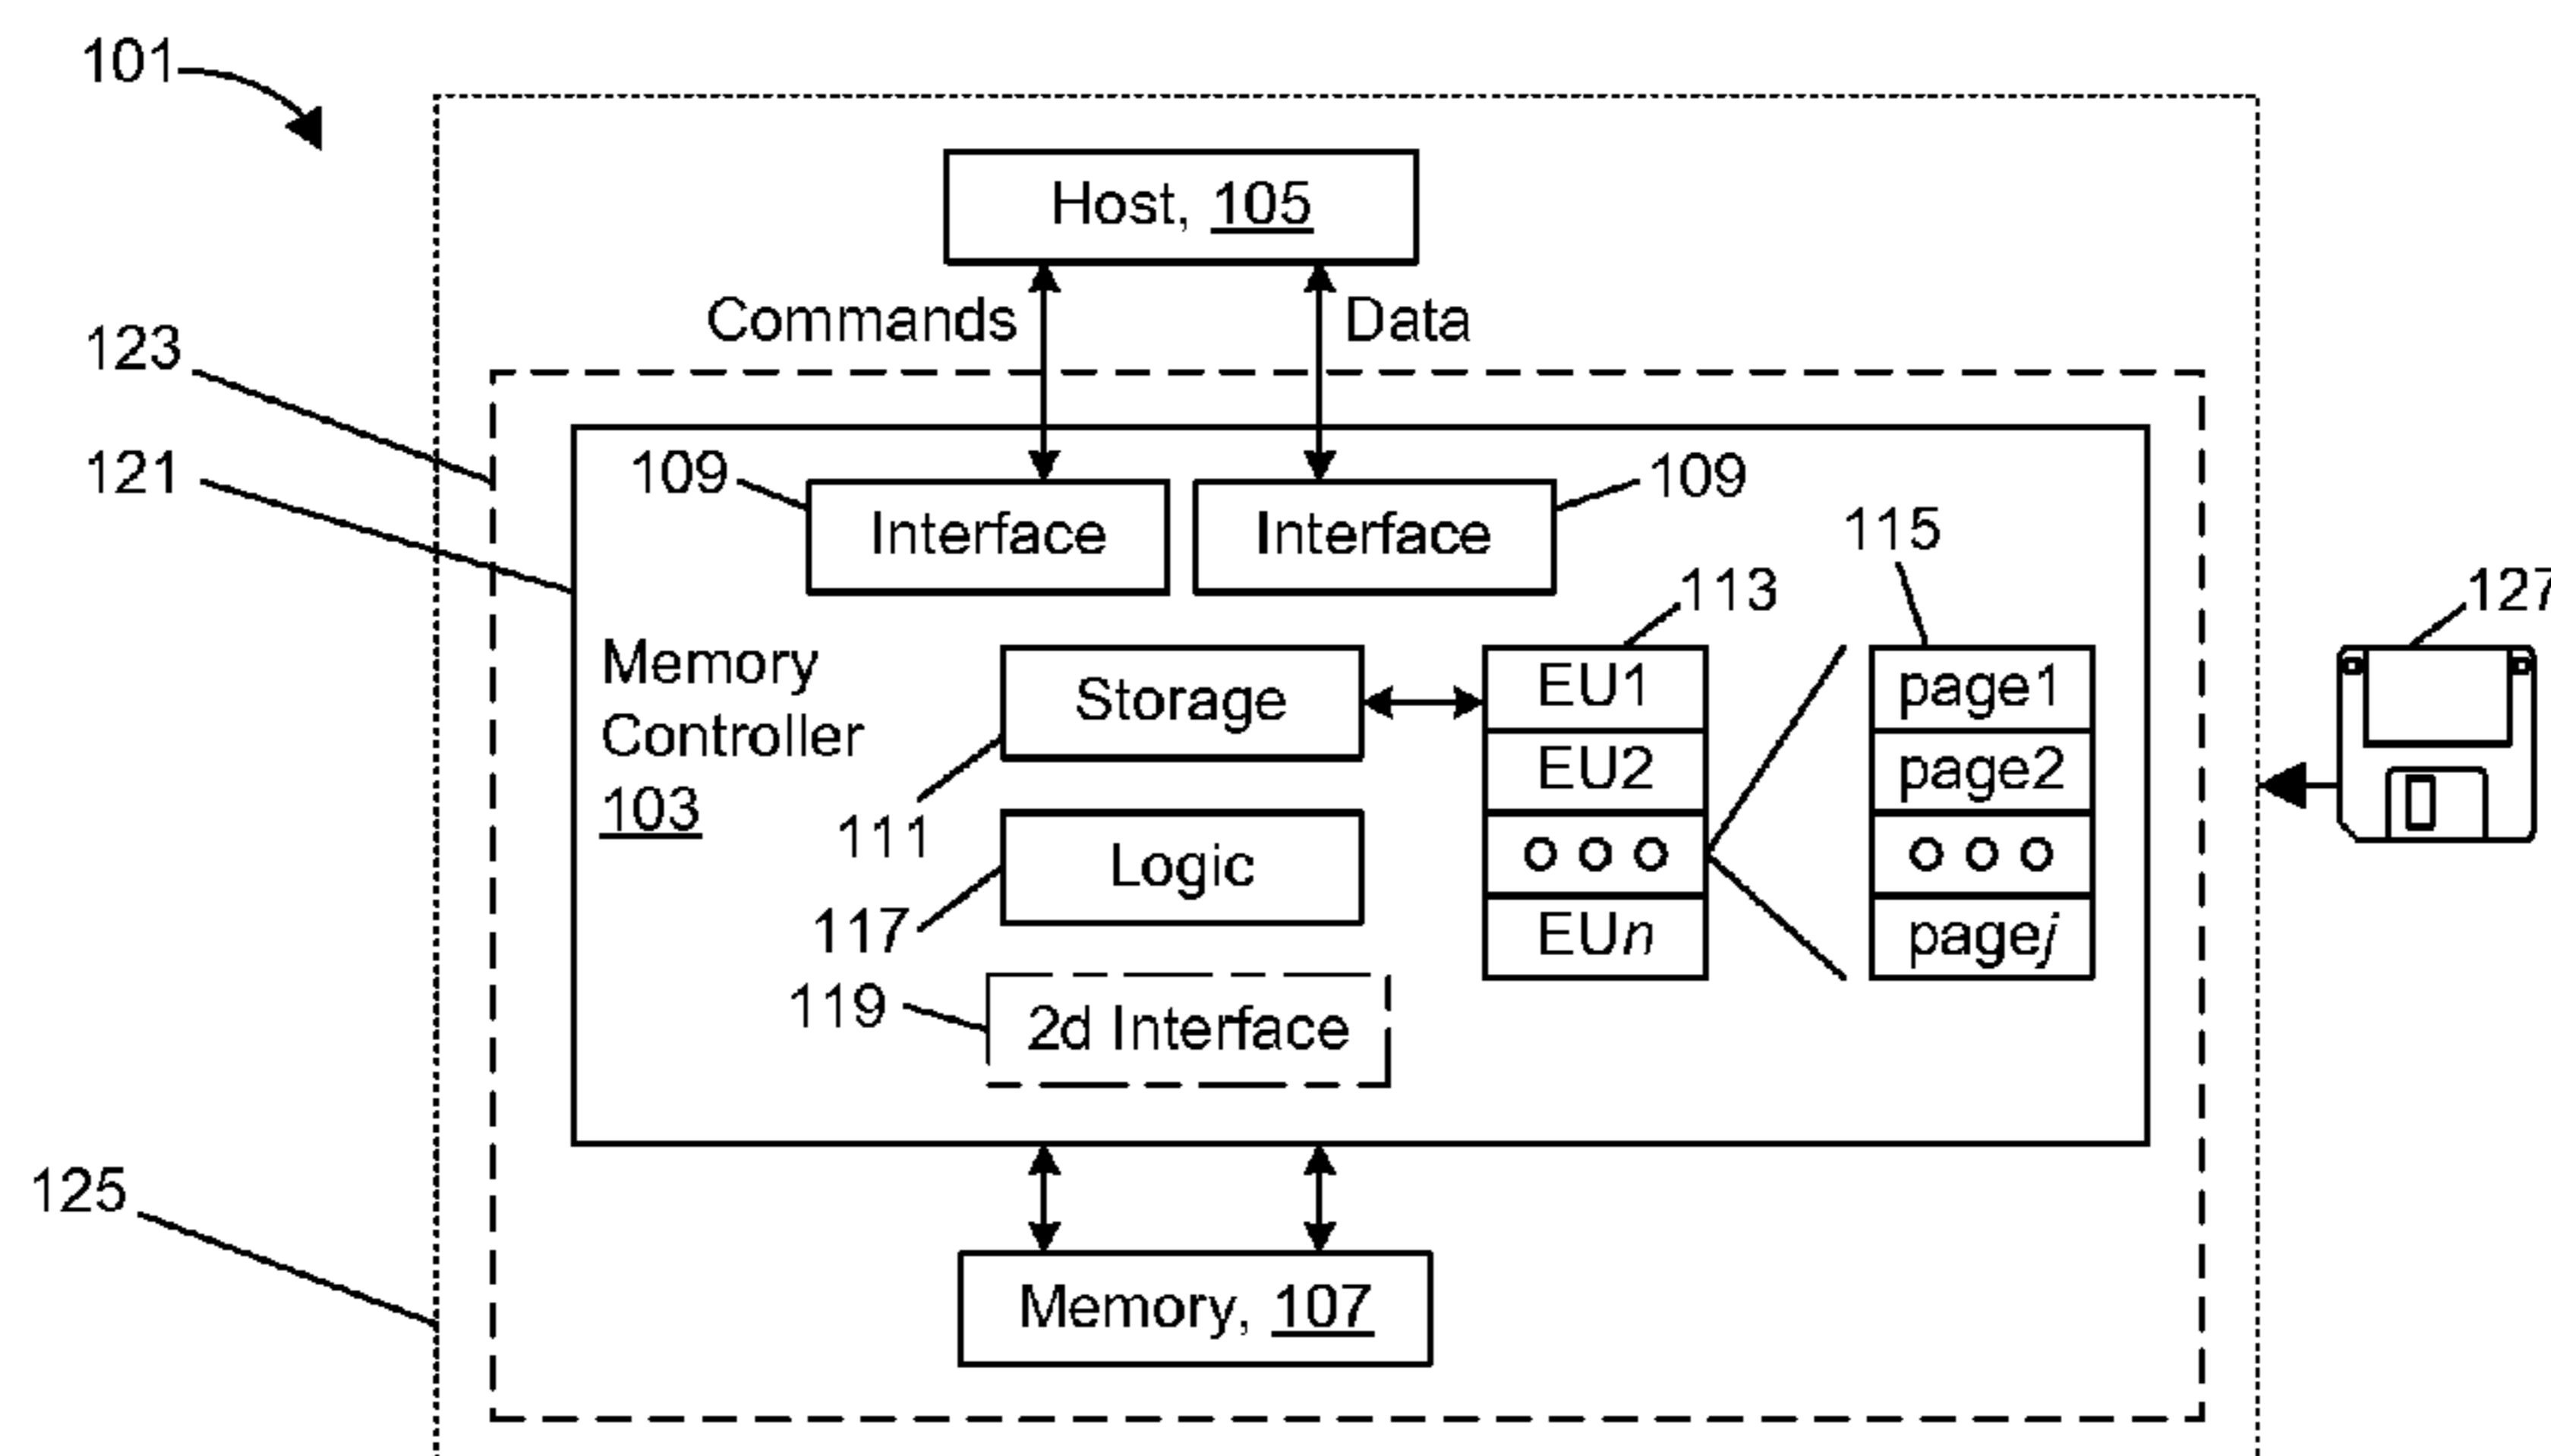 101
Host, 105
Commands
Data
123
121
109
Interface
Interface
109
115
113
127
Memory
Controller
103
Storage
111
EU1
EU2
EUn
page1
page2
pagej
Logic
117
119
2d Interface
125
Memory, 107